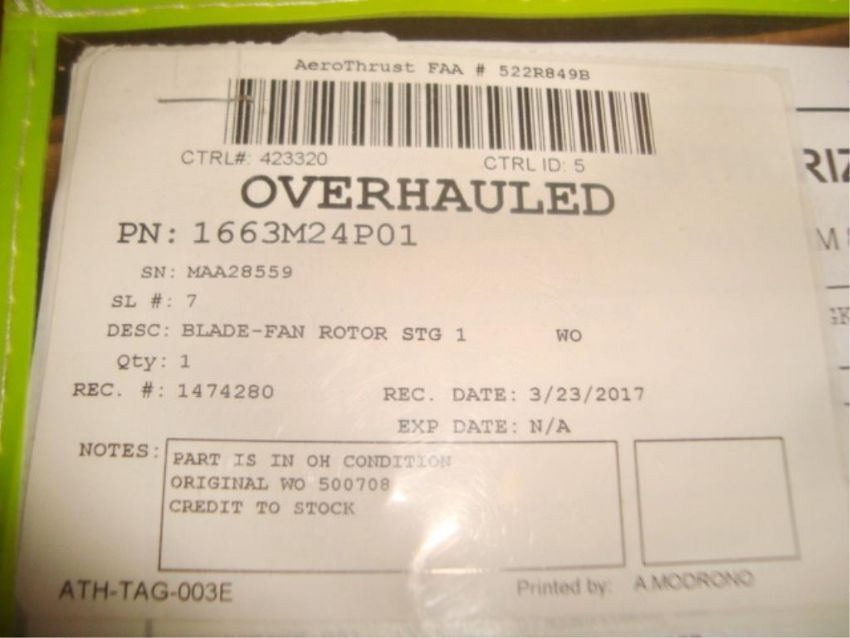 AeroThrust FAA # 522R849B
CTRL#: 423320 CTRL ID: 5
OVERHAULED
PN: 1663M24P01
SN: MAA28559
SL #: 7
DESC: BLADE-FAN ROTOR STG 1 WO
Qty: 1
REC. #: 1474280 REC. DATE: 3/23/2017
EXP DATE: N/A
NOTES: PART IS IN OH CONDITION
ORIGINAL WO 500708
CREDIT TO STOCK
ATH-TAG-003E Printed by: A.MODRONO